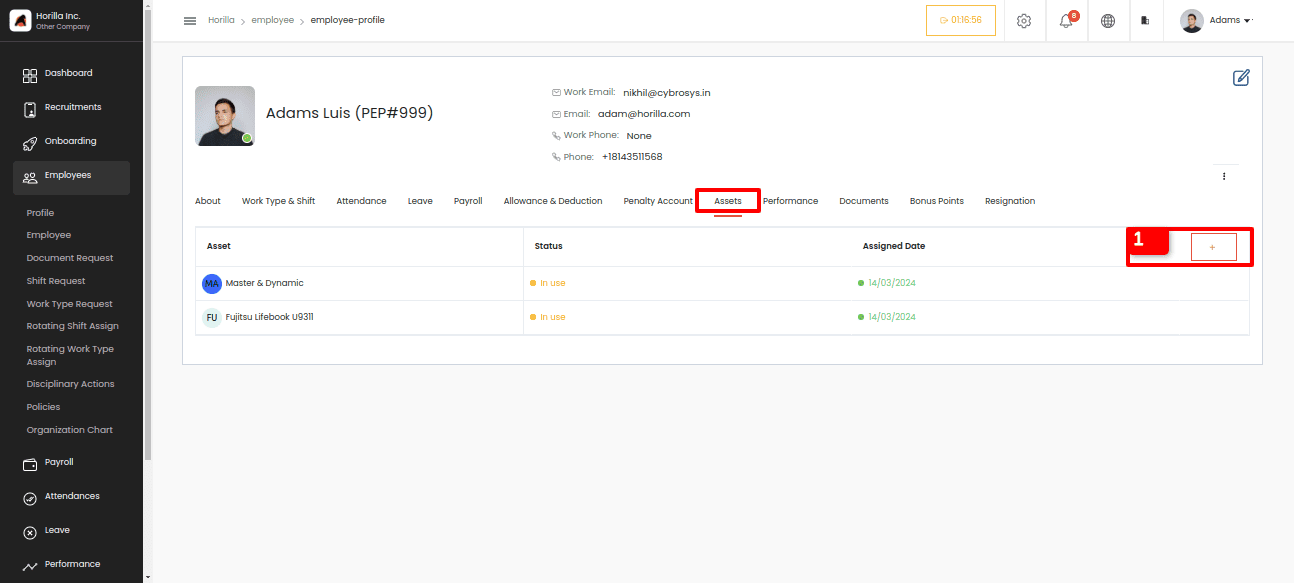 Horilla Inc.
Other Company
Dashboard
Recruitments
Onboarding
Employees
Profile
Employee
Document Request
Shift Request
Work Type Request
Rotating Shift Assign
Rotating Work Type
Assign
Disciplinary Actions
Policies
Organization Chart
Payroll
Attendances
Leave
Performance
Horilla > employee > employee-profile
01:16:56
8
Adams
Adams Luis (PEP#999)
Work Email: nikhil@cybrosys.in
Email: adam@horilla.com
Work Phone: None
Phone: +18143511568
About Work Type & Shift Attendance Leave Payroll Allowance & Deduction Penalty Account Assets Performance Documents Bonus Points Resignation
Asset Status Assigned Date 1 +
MA Master & Dynamic In use 14/03/2024
FU Fujitsu Lifebook U9311 In use 14/03/2024